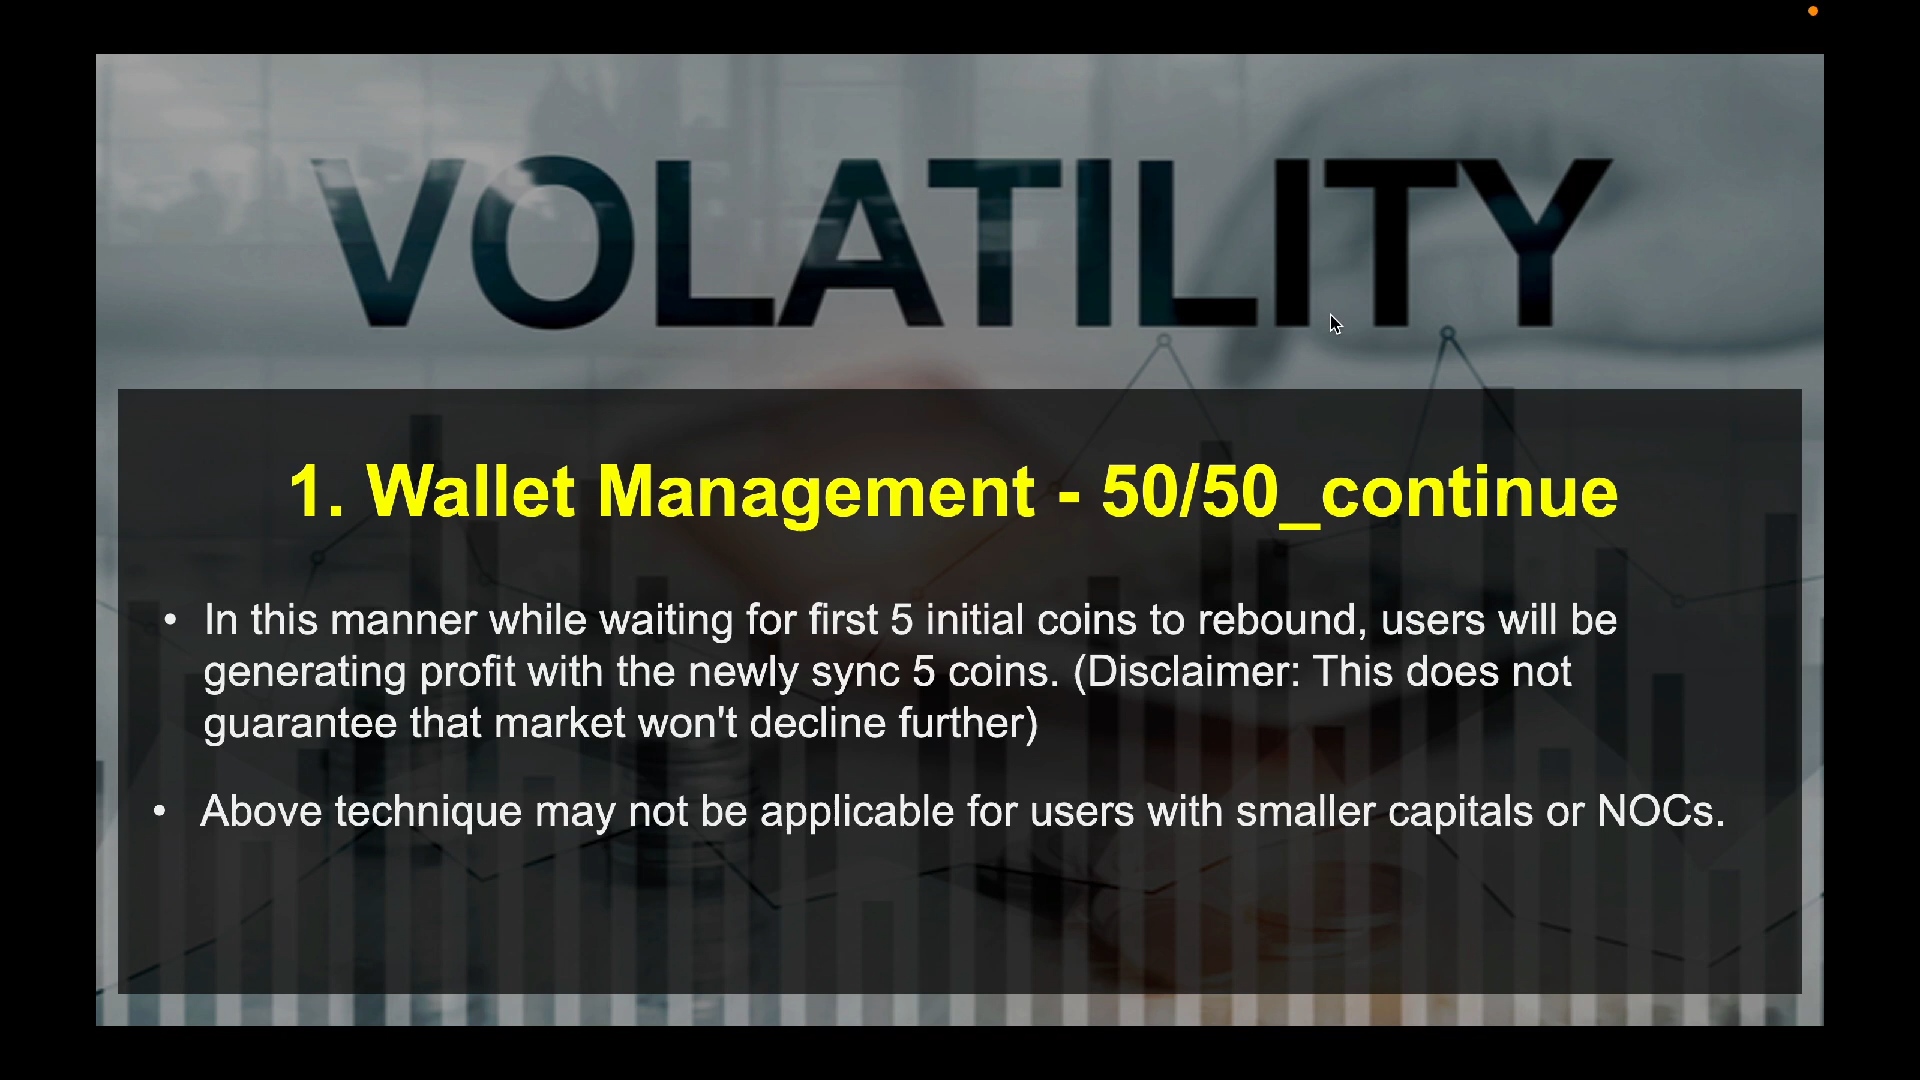 VOLATILITY
1. Wallet Management - 50/50_continue
• In this manner while waiting for first 5 initial coins to rebound, users will be
generating profit with the newly sync 5 coins. (Disclaimer: This does not
guarantee that market won't decline further)
• Above technique may not be applicable for users with smaller capitals or NOCs.